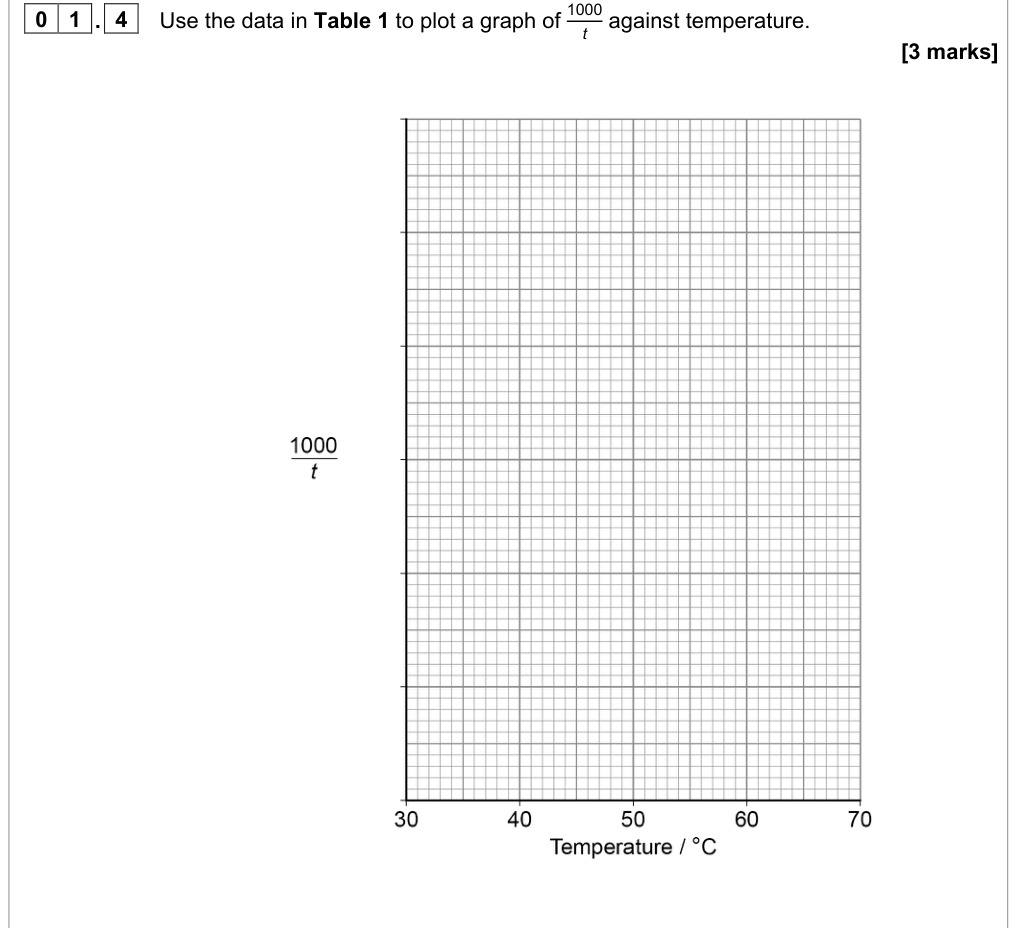 0 1 . 4 Use the data in Table 1 to plot a graph of 1000/t against temperature.
[3 marks]
1000/t
30 40 50 60 70
Temperature / °C